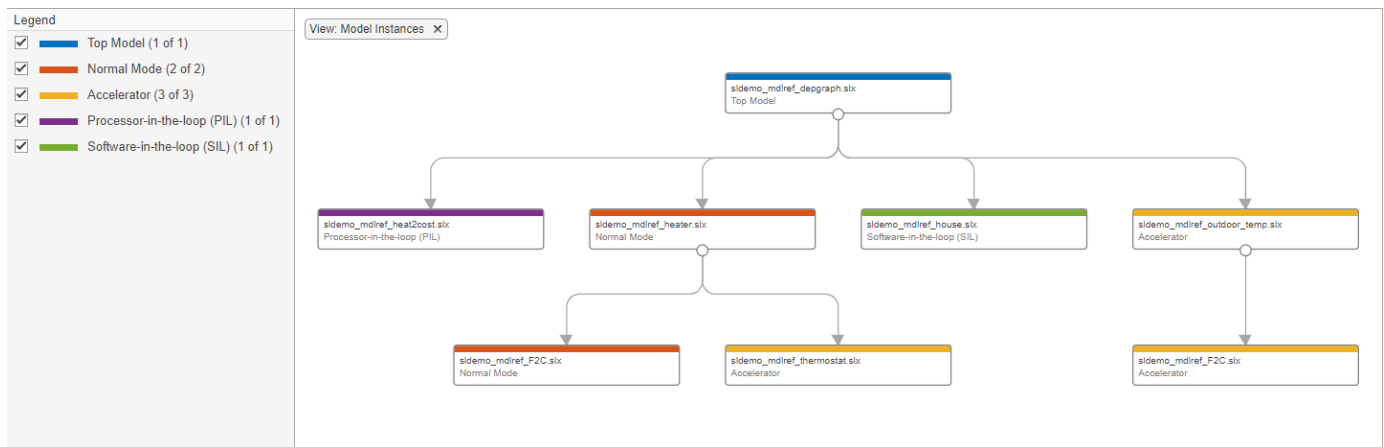 Legend
Top Model (1 of 1)
Normal Mode (2 of 2)
Accelerator (3 of 3)
Processor-in-the-loop (PIL) (1 of 1)
Software-in-the-loop (SIL) (1 of 1)
View: Model Instances ×
sldemo_mdlref_depgraph.slx
Top Model
sldemo_mdlref_heat2cost.slx
Processor-in-the-loop (PIL)
sldemo_mdlref_heater.slx
Normal Mode
sldemo_mdlref_house.slx
Software-in-the-loop (SIL)
sldemo_mdlref_outdoor_temp.slx
Accelerator
sldemo_mdlref_F2C.slx
Normal Mode
sldemo_mdlref_thermostat.slx
Accelerator
sldemo_mdlref_F2C.slx
Accelerator